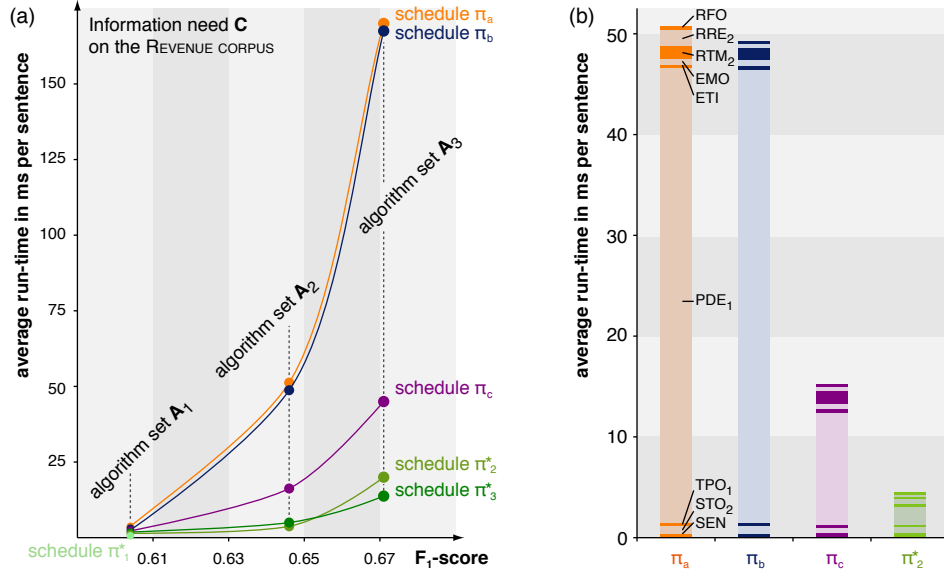 (a)
Information need C
on the REVENUE CORPUS
schedule πa
schedule πb
average run-time in ms per sentence
150
125
100
75
50
25
algorithm set A1
algorithm set A2
algorithm set A3
schedule πc
schedule π*2
schedule π*3
schedule π*1
0.61
0.63
0.65
0.67
F1-score
(b)
average run-time in ms per sentence
50
40
30
20
10
0
RFO
RRE2
RTM2
EMO
ETI
PDE1
TPO1
STO2
SEN
πa
πb
πc
π*2